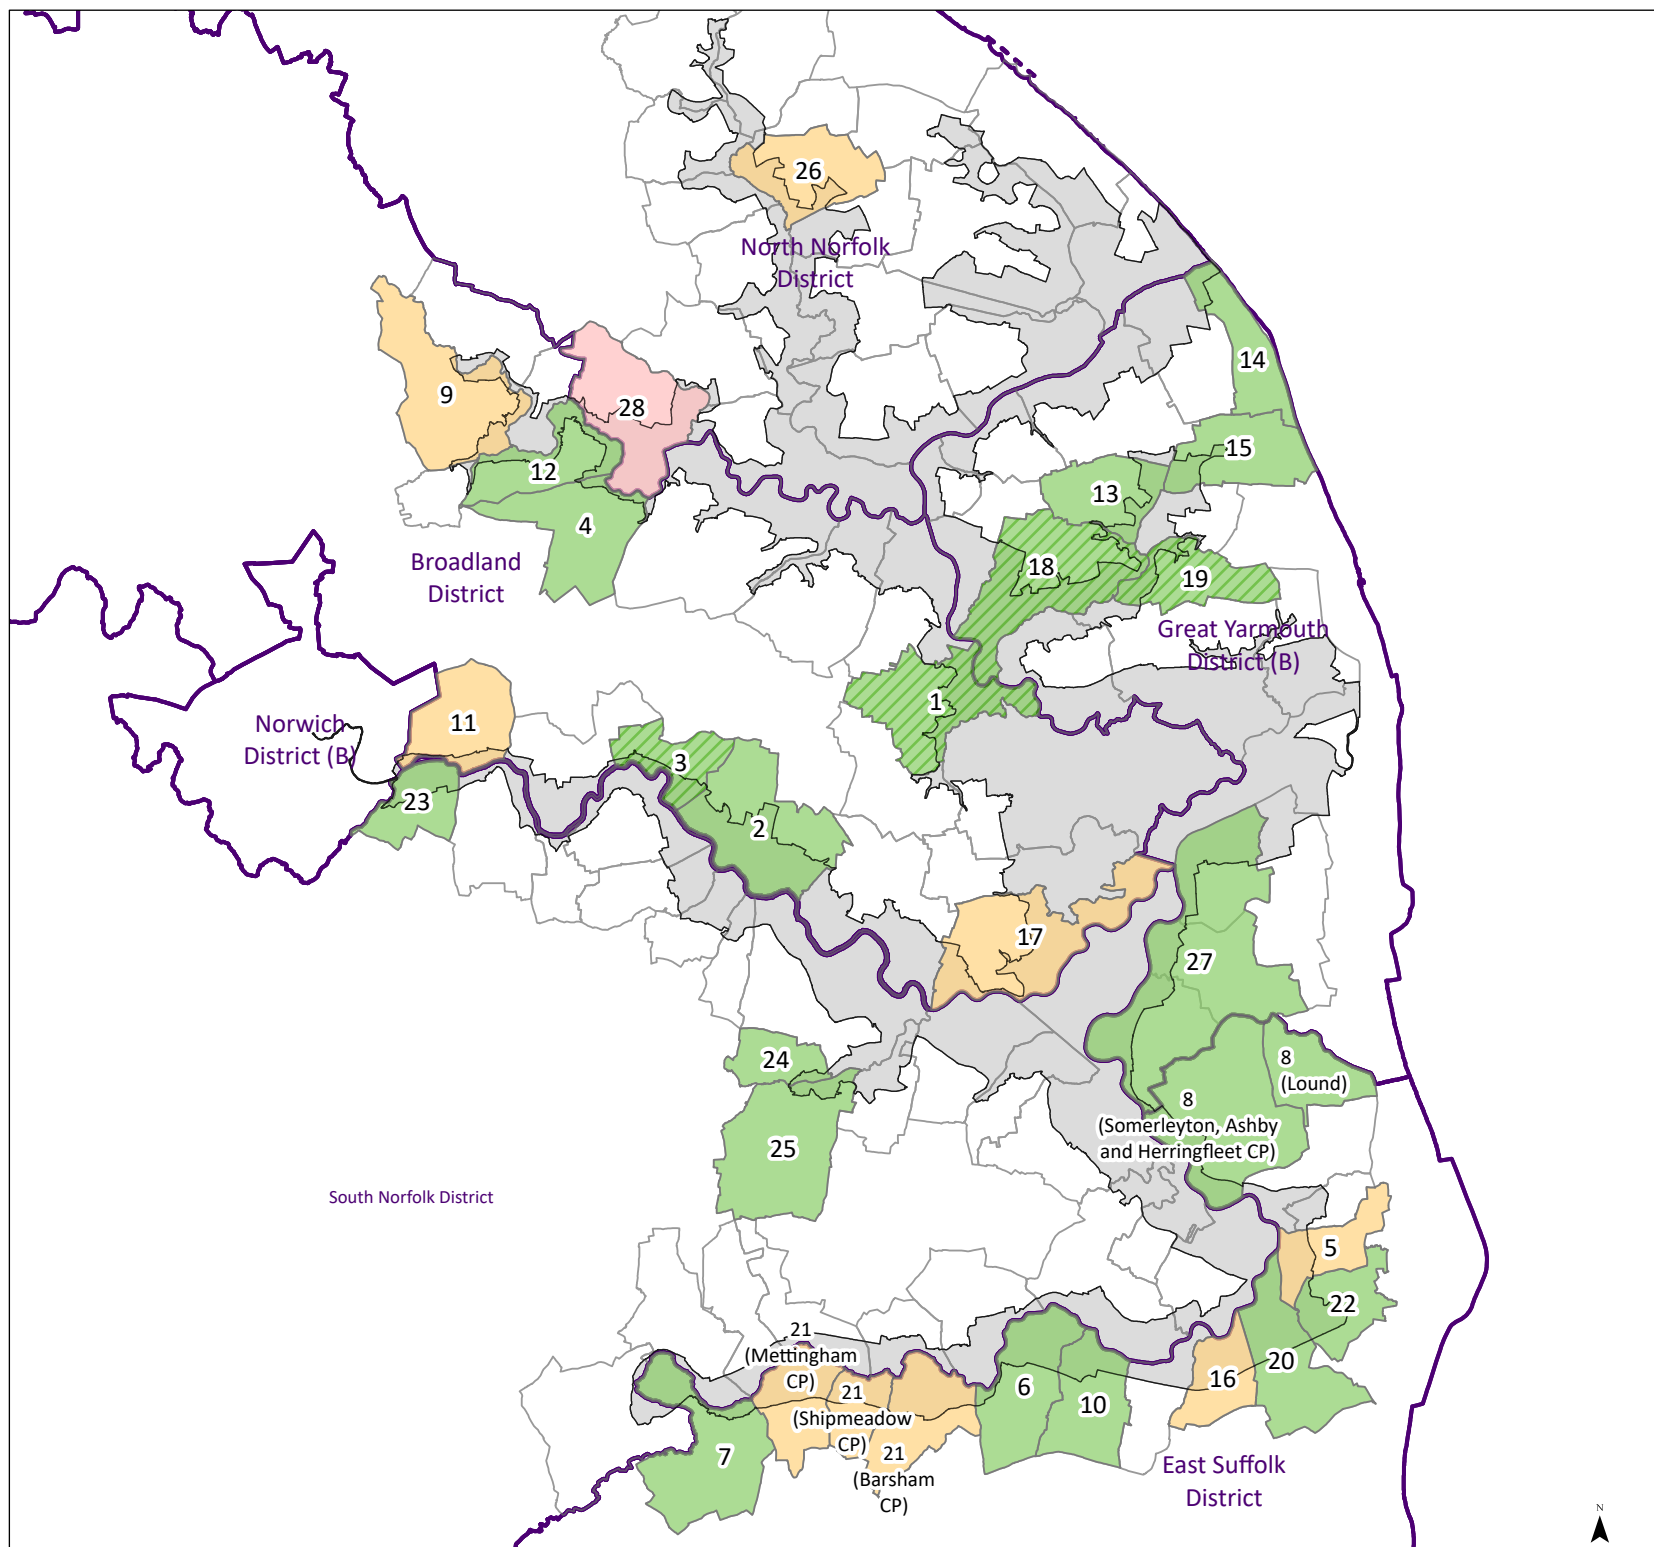 26
North Norfolk
District
14
9
28
15
12
13
4
18
19
Broadland
District
Great Yarmouth
District (B)
1
11
Norwich
District (B)
3
23
2
17
27
24
8
(Lound)
8
(Somerleyton, Ashby
and Herringfleet CP)
25
South Norfolk District
5
22
21
(Mettingham
CP)
20
16
6
21
(Shipmeadow
CP)
10
7
21
(Barsham
CP)
East Suffolk
District
N